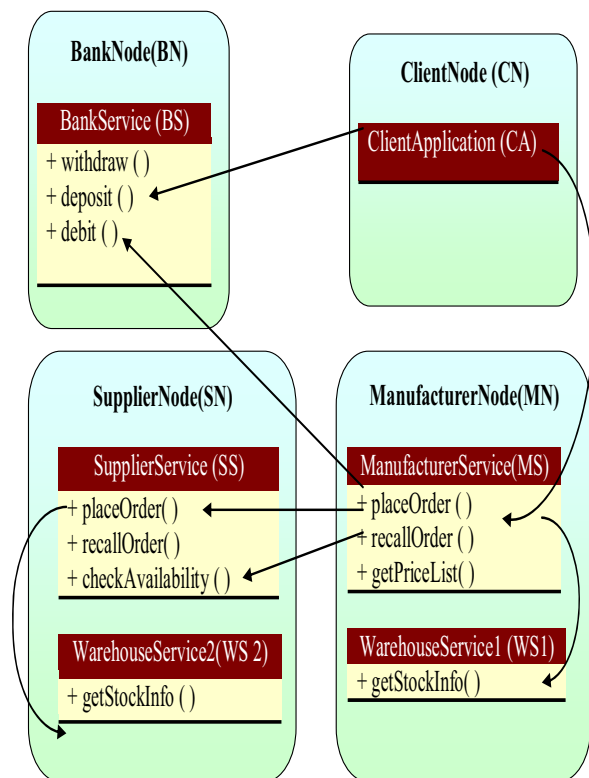 BankNode(BN)
BankService (BS)
+ withdraw ( )
+ deposit ( )
+ debit ( )
ClientNode (CN)
ClientApplication (CA)
SupplierNode(SN)
SupplierService (SS)
+ placeOrder( )
+ recallOrder()
+ checkAvailability ( )
WarehouseService2(WS 2)
+ getStockInfo ( )
ManufacturerNode(MN)
ManufacturerService(MS)
+ placeOrder ( )
+ recallOrder ( )
+ getPriceList()
WarehouseService1 (WS1)
+ getStockInfo( )